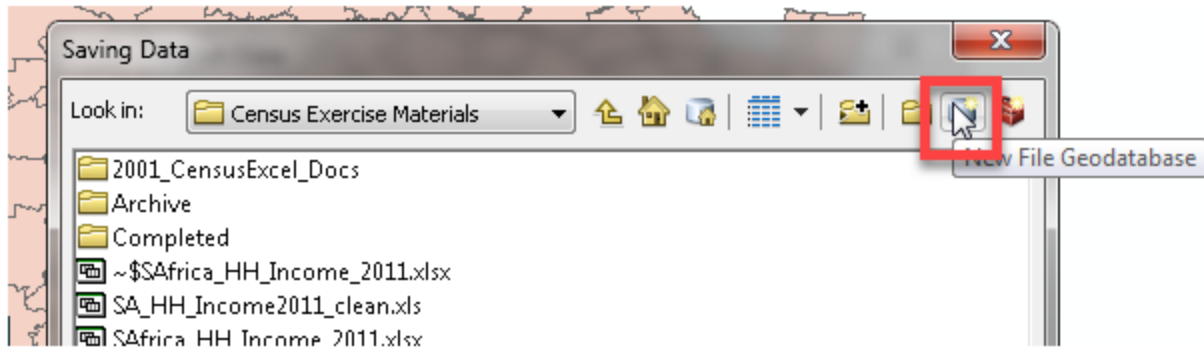 Saving Data
Look in: Census Exercise Materials
New File Geodatabase
2001_CensusExcel_Docs
Archive
Completed
~$SAfrica_HH_Income_2011.xlsx
SA_HH_Income2011_clean.xls
SAfrica_HH_Income_2011.xlsx